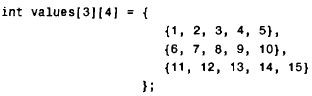 int values[3][4] = {
{1, 2, 3, 4, 5},
{6, 7, 8, 9, 10},
{11, 12, 13, 14, 15}
};